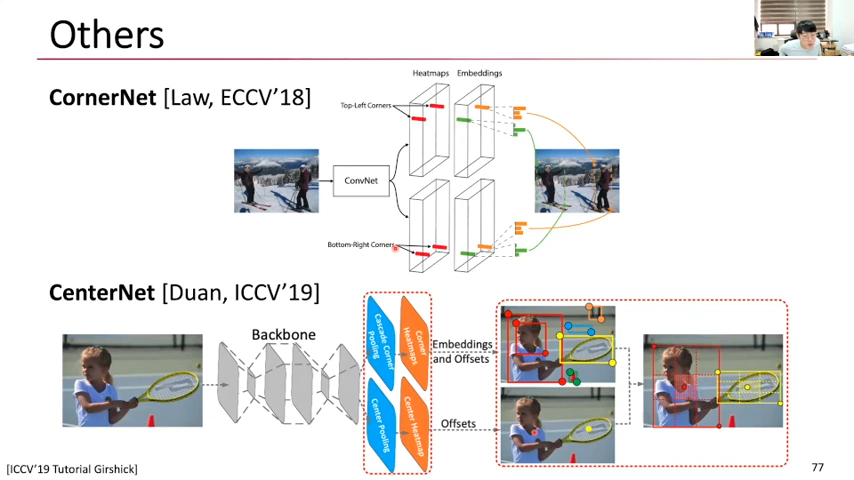 Others
CornerNet [Law, ECCV'18]
Heatmaps Embeddings
Top-Left Corners
ConvNet
Bottom-Right Corners
CenterNet [Duan, ICCV'19]
Backbone
Cascade Corner
Pooling
Corner
Heatmaps
Embeddings
and Offsets
Center Pooling
Center Heatmap
Offsets
[ICCV'19 Tutorial Girshick]
77